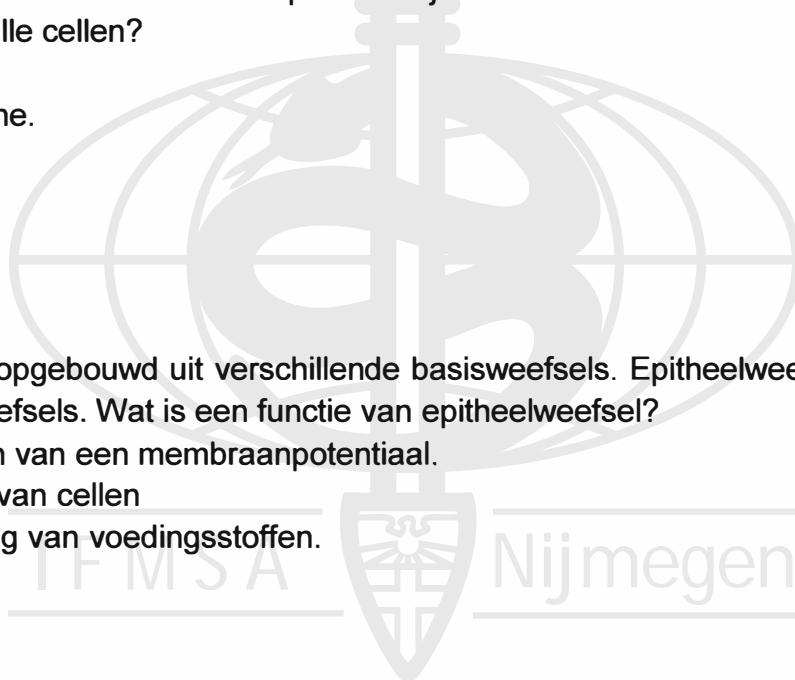 lle cellen?
ne.
opgebouwd uit verschillende basisweefsels. Epitheelwee
efsels. Wat is een functie van epitheelweefsel?
n van een membraanpotentiaal.
van cellen
g van voedingsstoffen.
IFMSA Nijmegen